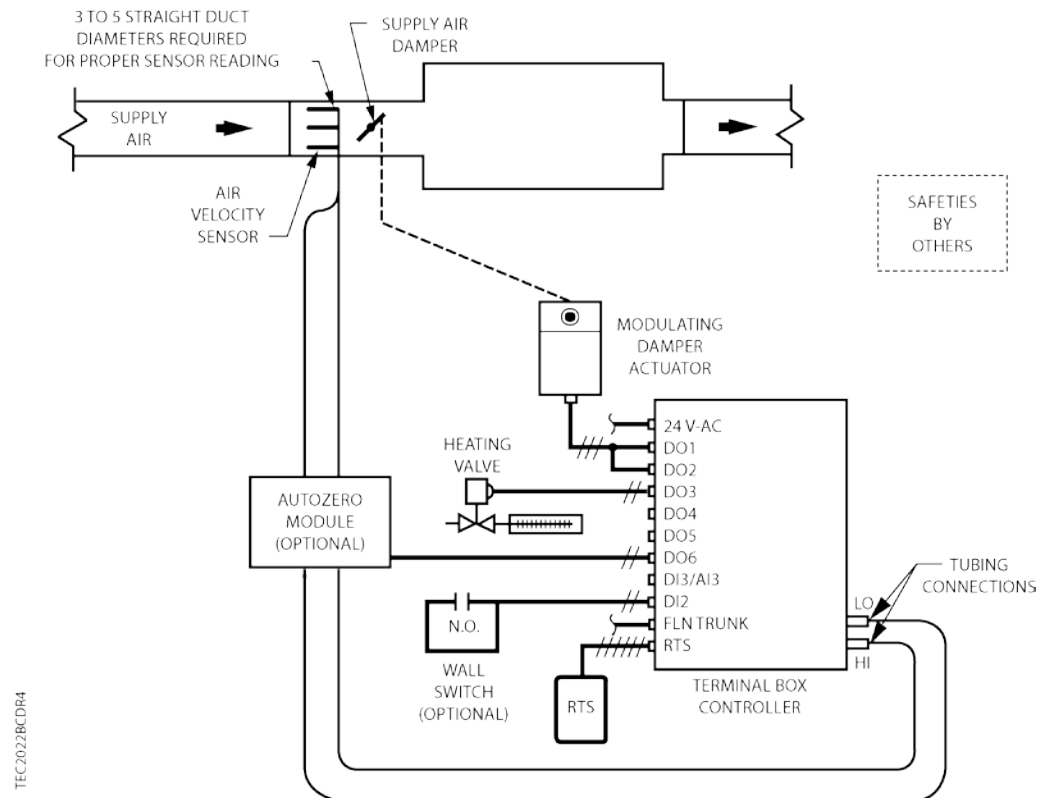 3 TO 5 STRAIGHT DUCT
DIAMETERS REQUIRED
FOR PROPER SENSOR READING
SUPPLY AIR
DAMPER
SUPPLY
AIR
AIR
VELOCITY
SENSOR
SAFETIES
BY
OTHERS
MODULATING
DAMPER
ACTUATOR
HEATING
VALVE
24 V-AC
DO1
DO2
DO3
DO4
DO5
DO6
DI3/AI3
DI2
FLN TRUNK
RTS
AUTOZERO
MODULE
(OPTIONAL)
N.O.
WALL
SWITCH
(OPTIONAL)
RTS
LO
HI
TUBING
CONNECTIONS
TERMINAL BOX
CONTROLLER
TEC2022BCDR4